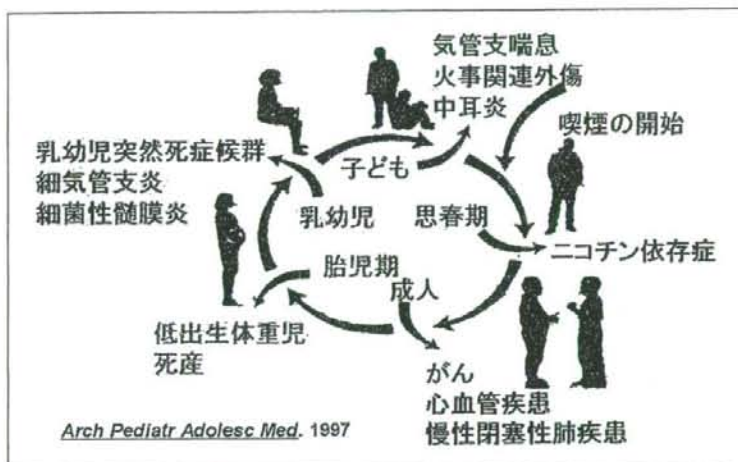 気管支喘息
火事関連外傷
中耳炎
喫煙の開始
乳幼児突然死症候群
細気管支炎
細菌性髄膜炎
子ども
乳幼児
思春期
ニコチン依存症
胎児期
成人
低出生体重児
死産
がん
心血管疾患
慢性閉塞性肺疾患
Arch Pediatr Adolesc Med. 1997